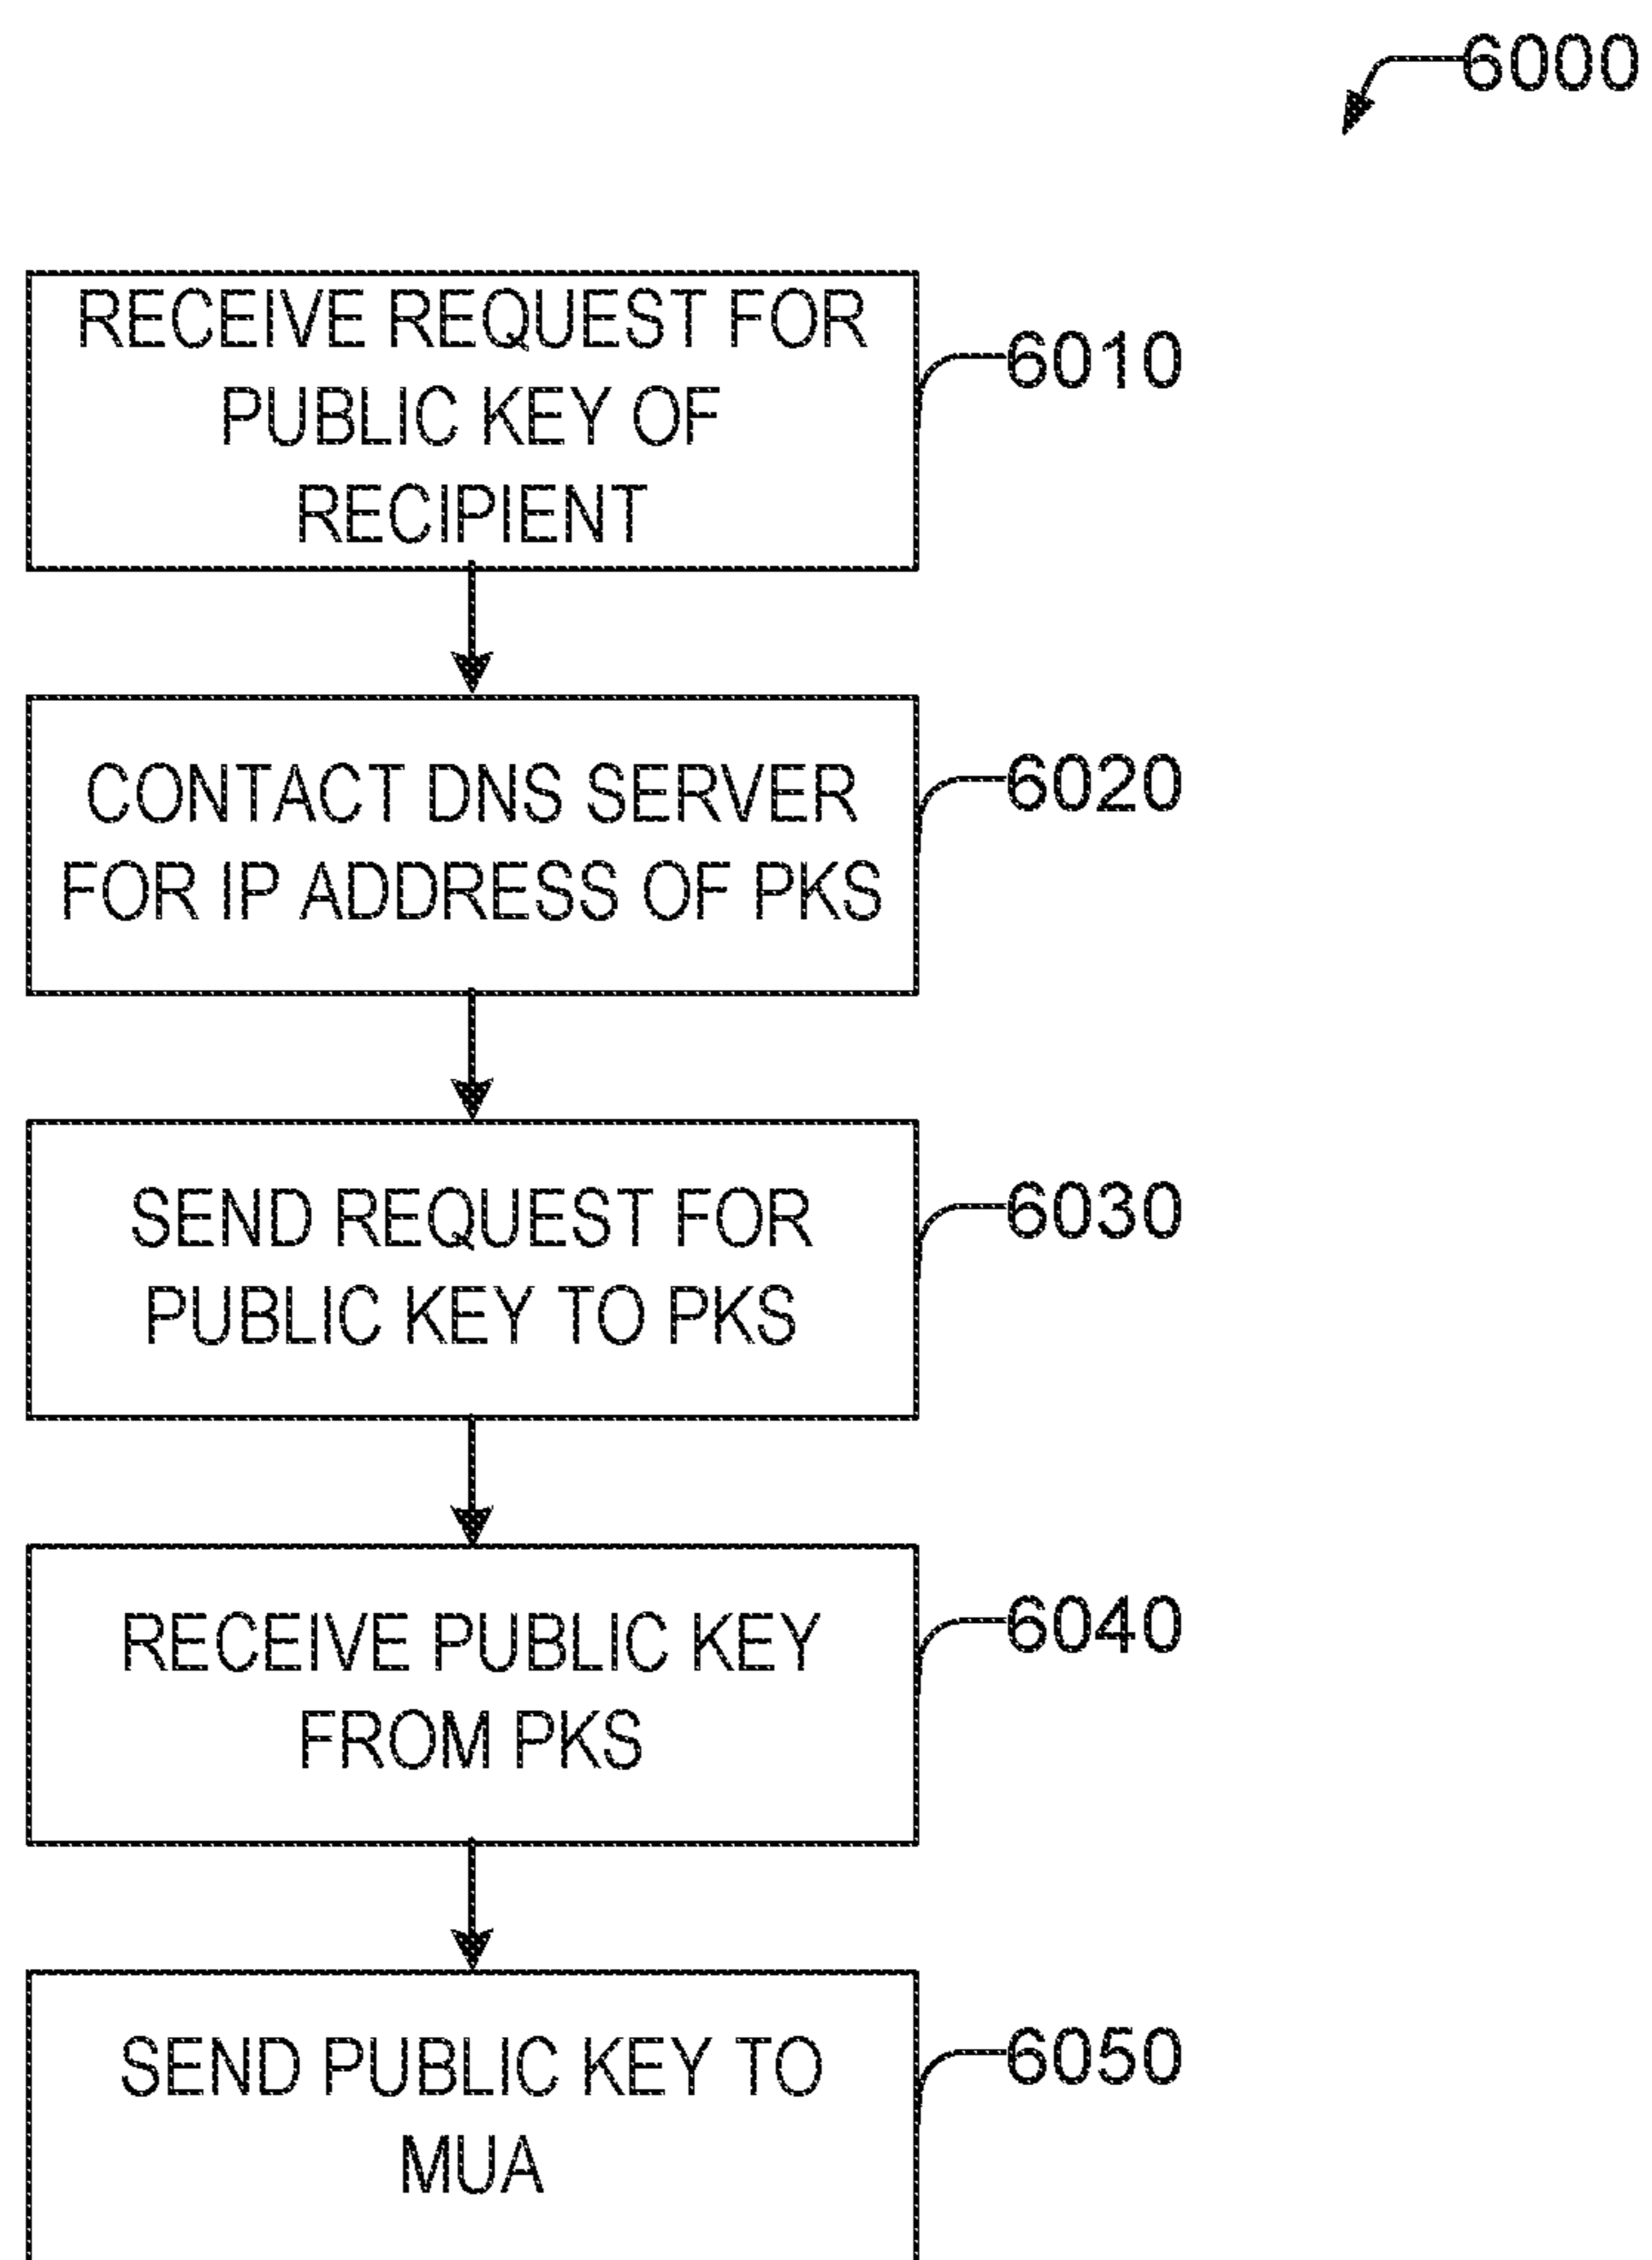 6000
RECEIVE REQUEST FOR
PUBLIC KEY OF
RECIPIENT
6010
CONTACT DNS SERVER
FOR IP ADDRESS OF PKS
6020
SEND REQUEST FOR
PUBLIC KEY TO PKS
6030
RECEIVE PUBLIC KEY
FROM PKS
6040
SEND PUBLIC KEY TO
MUA
6050